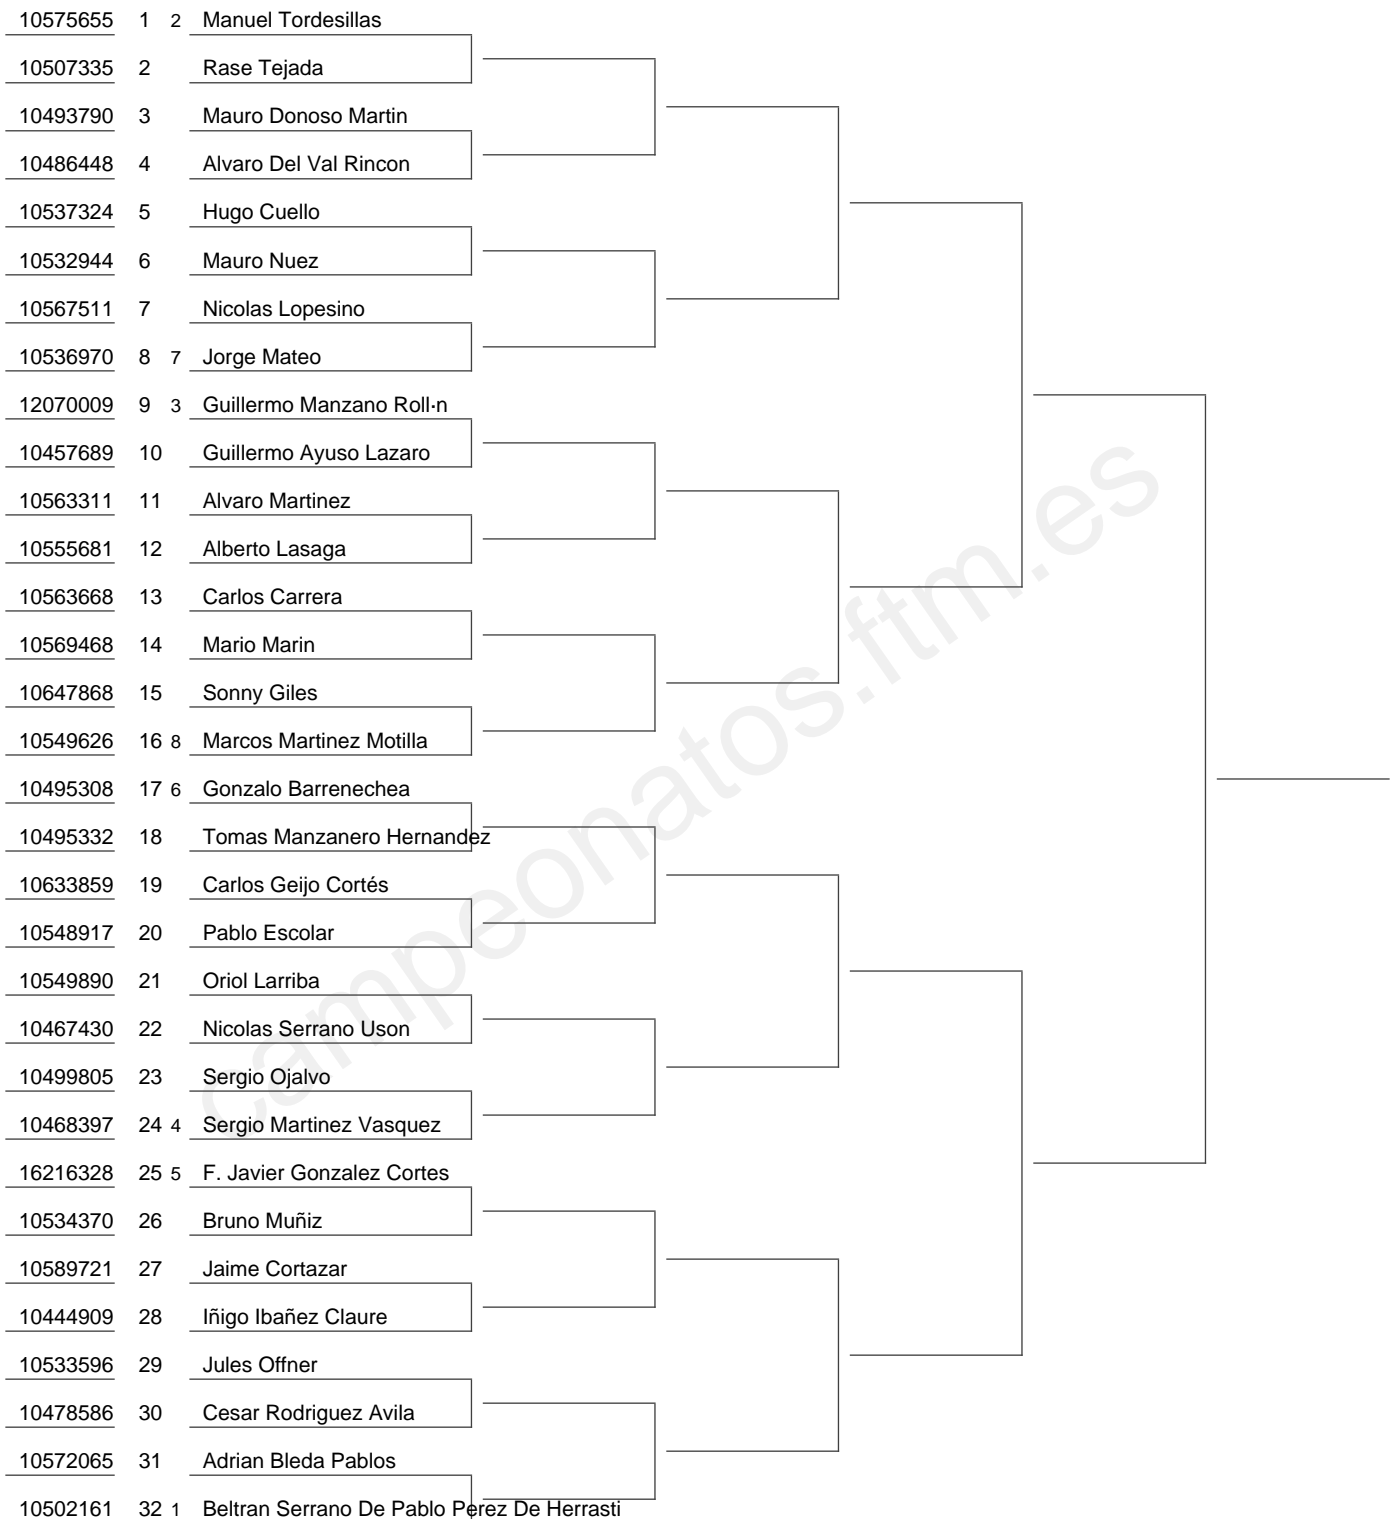 10575655 1 2 Manuel Tordesillas
10507335 2 Rase Tejada
10493790 3 Mauro Donoso Martin
10486448 4 Alvaro Del Val Rincon
10537324 5 Hugo Cuello
10532944 6 Mauro Nuez
10567511 7 Nicolas Lopesino
10536970 8 7 Jorge Mateo
12070009 9 3 Guillermo Manzano Roll·n
10457689 10 Guillermo Ayuso Lazaro
10563311 11 Alvaro Martinez
10555681 12 Alberto Lasaga
10563668 13 Carlos Carrera
10569468 14 Mario Marin
10647868 15 Sonny Giles
10549626 16 8 Marcos Martinez Motilla
10495308 17 6 Gonzalo Barrenechea
10495332 18 Tomas Manzanero Hernandez
10633859 19 Carlos Geijo Cortés
10548917 20 Pablo Escolar
10549890 21 Oriol Larriba
10467430 22 Nicolas Serrano Uson
10499805 23 Sergio Ojalvo
10468397 24 4 Sergio Martinez Vasquez
16216328 25 5 F. Javier Gonzalez Cortes
10534370 26 Bruno Muñiz
10589721 27 Jaime Cortazar
10444909 28 Iñigo Ibañez Claure
10533596 29 Jules Offner
10478586 30 Cesar Rodriguez Avila
10572065 31 Adrian Bleda Pablos
10502161 32 1 Beltran Serrano De Pablo Perez De Herrasti
campeonatos.ftm.es